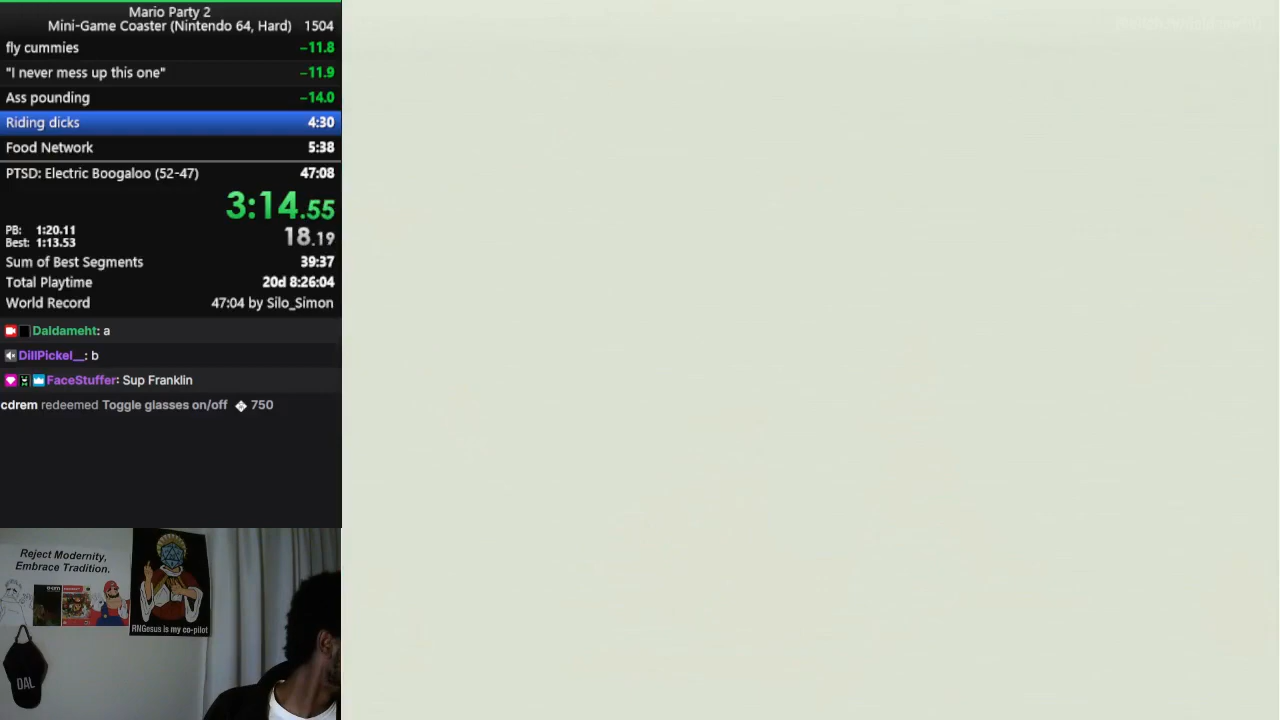 Mario Party 2
Mini-Game Coaster (Nintendo 64, Hard) 1504
fly cummies -11.8
"I never mess up this one" -11.9
Ass pounding -14.0
Riding dicks 4:30
Food Network 5:38
PTSD: Electric Boogaloo (52-47) 47:08
3:14.55
PB: 1:20.11
18.19
Best: 1:13.53
Sum of Best Segments 39:37
Total Playtime 20d 8:26:04
World Record 47:04 by Silo_Simon
Daldameht: a
DillPickel__: b
FaceStuffer: Sup Franklin
cdrem redeemed Toggle glasses on/off 750
Reject Modernity,
Embrace Tradition.
RNGesus is my co-pilot
DAL